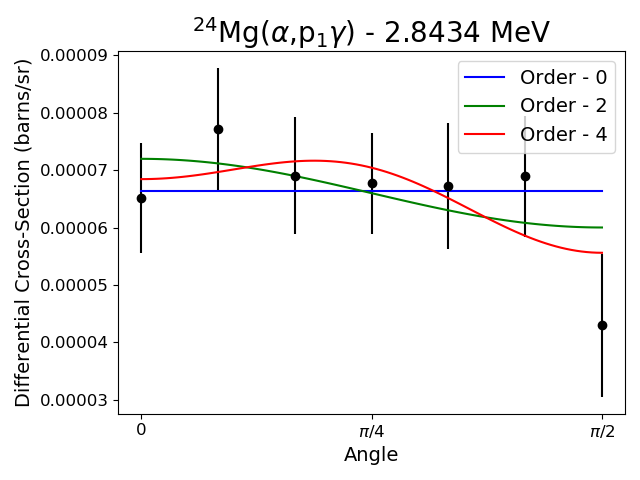 ²⁴Mg(α,p₁γ) - 2.8434 MeV
Differential Cross-Section (barns/sr)
0.00009
0.00008
0.00007
0.00006
0.00005
0.00004
0.00003
Order - 0
Order - 2
Order - 4
0
π/4
π/2
Angle